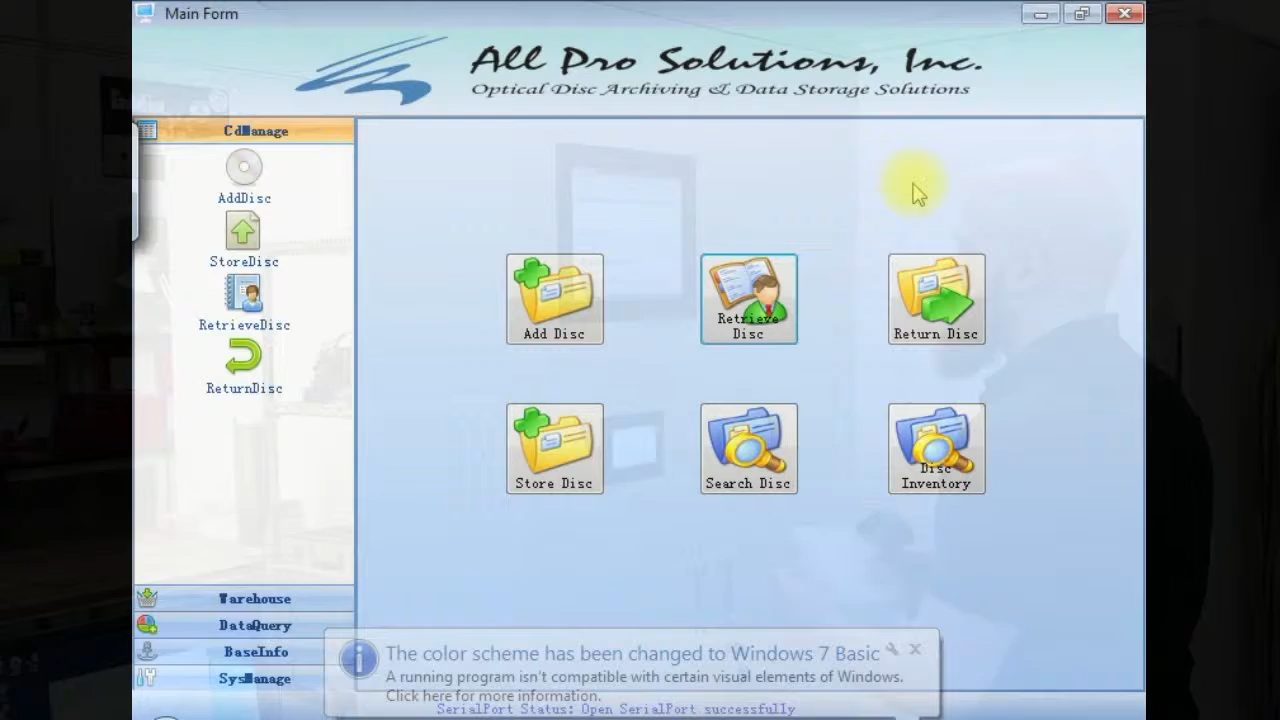 Main Form
All Pro Solutions, Inc.
Optical Disc Archiving & Data Storage Solutions
CdManage
AddDisc
StoreDisc
RetrieveDisc
ReturnDisc
Add Disc
Retrieve
Disc
Return Disc
Store Disc
Search Disc
Disc
Inventory
Warehouse
DataQuery
BaseInfo
SysManage
The color scheme has been changed to Windows 7 Basic
A running program isn't compatible with certain visual elements of Windows.
Click here for more information.
SerialPort Status: Open SerialPort successfully